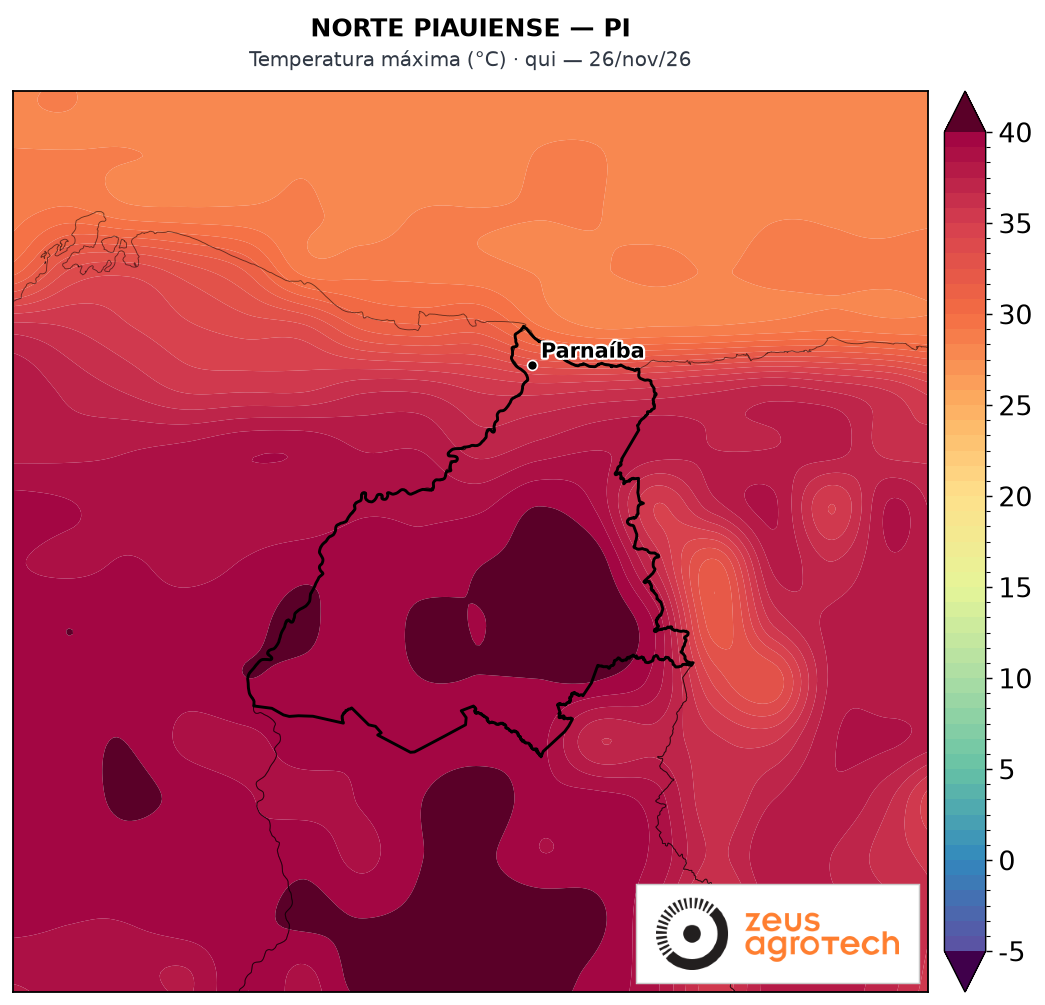 NORTE PIAUIENSE — PI
Temperatura máxima (°C) · qui — 26/nov/26
Parnaíba
40
35
30
25
20
15
10
5
0
-5
zeus
agrotech